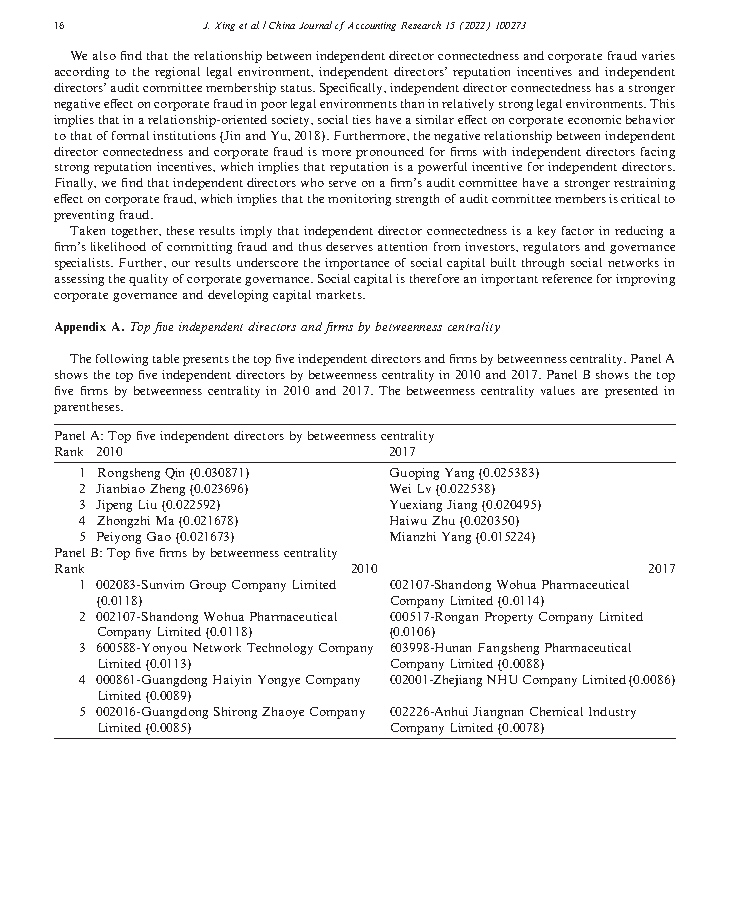 16
J. Xing et al. / China Journal of Accounting Research 15 (2022) 100273
We also find that the relationship between independent director connectedness and corporate fraud varies
according to the regional legal environment, independent directors' reputation incentives and independent
directors' audit committee membership status. Specifically, independent director connectedness has a stronger
negative effect on corporate fraud in poor legal environments than in relatively strong legal environments. This
implies that in a relationship-oriented society, social ties have a similar effect on corporate economic behavior
to that of formal institutions (Jin and Yu, 2018). Furthermore, the negative relationship between independent
director connectedness and corporate fraud is more pronounced for firms with independent directors facing
strong reputation incentives, which implies that reputation is a powerful incentive for independent directors.
Finally, we find that independent directors who serve on a firm's audit committee have a stronger restraining
effect on corporate fraud, which implies that the monitoring strength of audit committee members is critical to
preventing fraud.
Taken together, these results imply that independent director connectedness is a key factor in reducing a
firm's likelihood of committing fraud and thus deserves attention from investors, regulators and governance
specialists. Further, our results underscore the importance of social capital built through social networks in
assessing the quality of corporate governance. Social capital is therefore an important reference for improving
corporate governance and developing capital markets.
Appendix A. Top five independent directors and firms by betweenness centrality
The following table presents the top five independent directors and firms by betweenness centrality. Panel A
shows the top five independent directors by betweenness centrality in 2010 and 2017. Panel B shows the top
five firms by betweenness centrality in 2010 and 2017. The betweenness centrality values are presented in
parentheses.
Panel A: Top five independent directors by betweenness centrality
Rank 2010 2017
1 Rongsheng Qin (0.030871) Guoping Yang (0.025383)
2 Jianbiao Zheng (0.023696) Wei Lv (0.022538)
3 Jipeng Liu (0.022592) Yuexiang Jiang (0.020495)
4 Zhongzhi Ma (0.021678) Haiwu Zhu (0.020350)
5 Peiyong Gao (0.021673) Mianzhi Yang (0.015224)
Panel B: Top five firms by betweenness centrality
Rank 2010 2017
1 002083-Sunvim Group Company Limited 002107-Shandong Wohua Pharmaceutical
(0.0118) Company Limited (0.0114)
2 002107-Shandong Wohua Pharmaceutical 000517-Rongan Property Company Limited
Company Limited (0.0118) (0.0106)
3 600588-Yonyou Network Technology Company 603998-Hunan Fangsheng Pharmaceutical
Limited (0.0113) Company Limited (0.0088)
4 000861-Guangdong Haiyin Yongye Company 002001-Zhejiang NHU Company Limited (0.0086)
Limited (0.0089)
5 002016-Guangdong Shirong Zhaoye Company 002226-Anhui Jiangnan Chemical Industry
Limited (0.0085) Company Limited (0.0078)